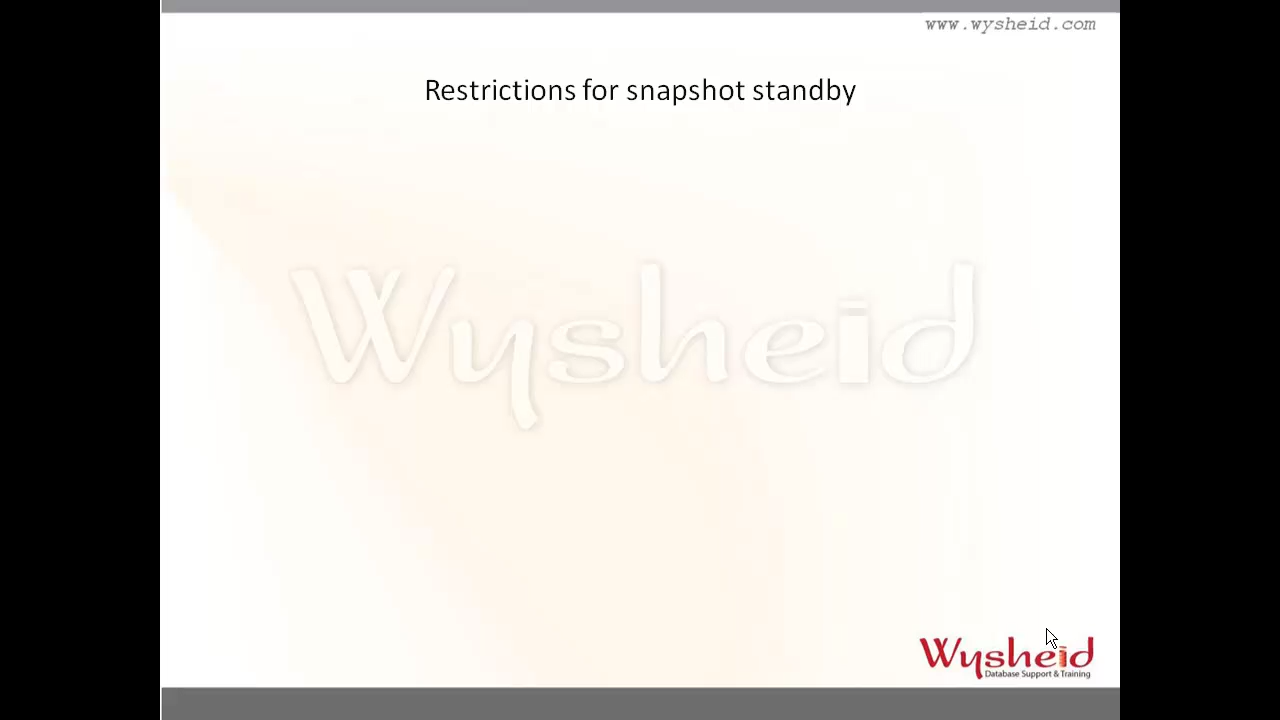 www.wysheid.com
Restrictions for snapshot standby
Wysheid
Wysheid
Database Support & Training